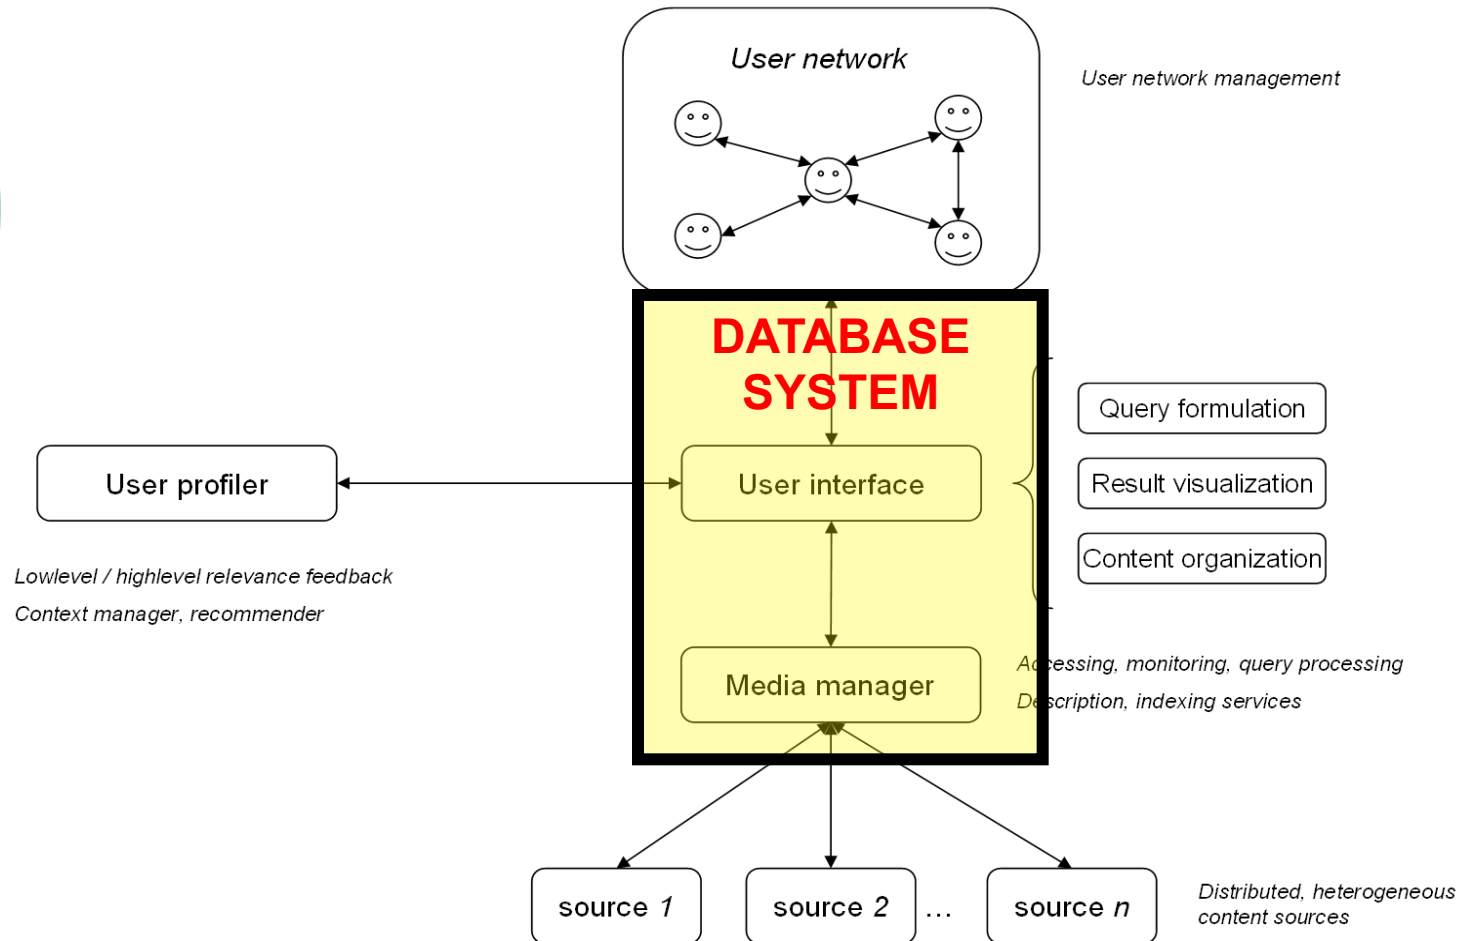 User network
User network management
DATABASE
SYSTEM
Query formulation
User profiler
User interface
Result visualization
Content organization
Lowlevel / highlevel relevance feedback
Context manager, recommender
Media manager
Accessing, monitoring, query processing
Description, indexing services
source 1
source 2
...
source n
Distributed, heterogeneous
content sources